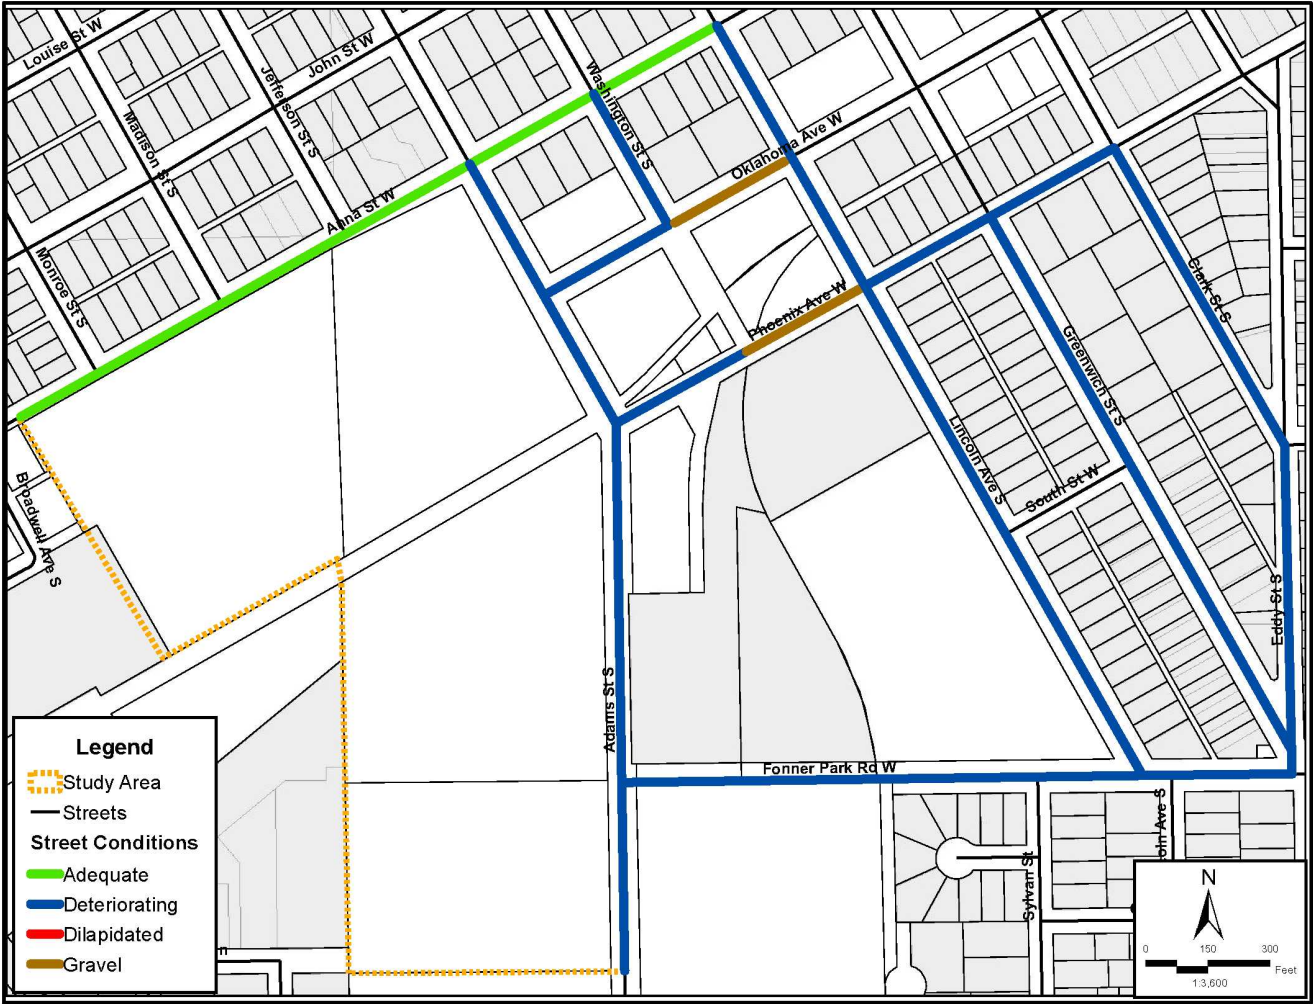 Louise St W
John St W
Jefferson St S
Madison St S
Monroe St S
Anna St W
Washington St S
Oklahoma Ave W
Phoenix Ave W
Clark St S
Greenwich St S
Lincoln Ave S
South St W
Broadwell Ave S
Eddy St S
Adams St S
Fonner Park Rd W
Sylvan St
oln Ave S
n
Legend
Study Area
Streets
Street Conditions
Adequate
Deteriorating
Dilapidated
Gravel
N
0 150 300
Feet
1:3,600